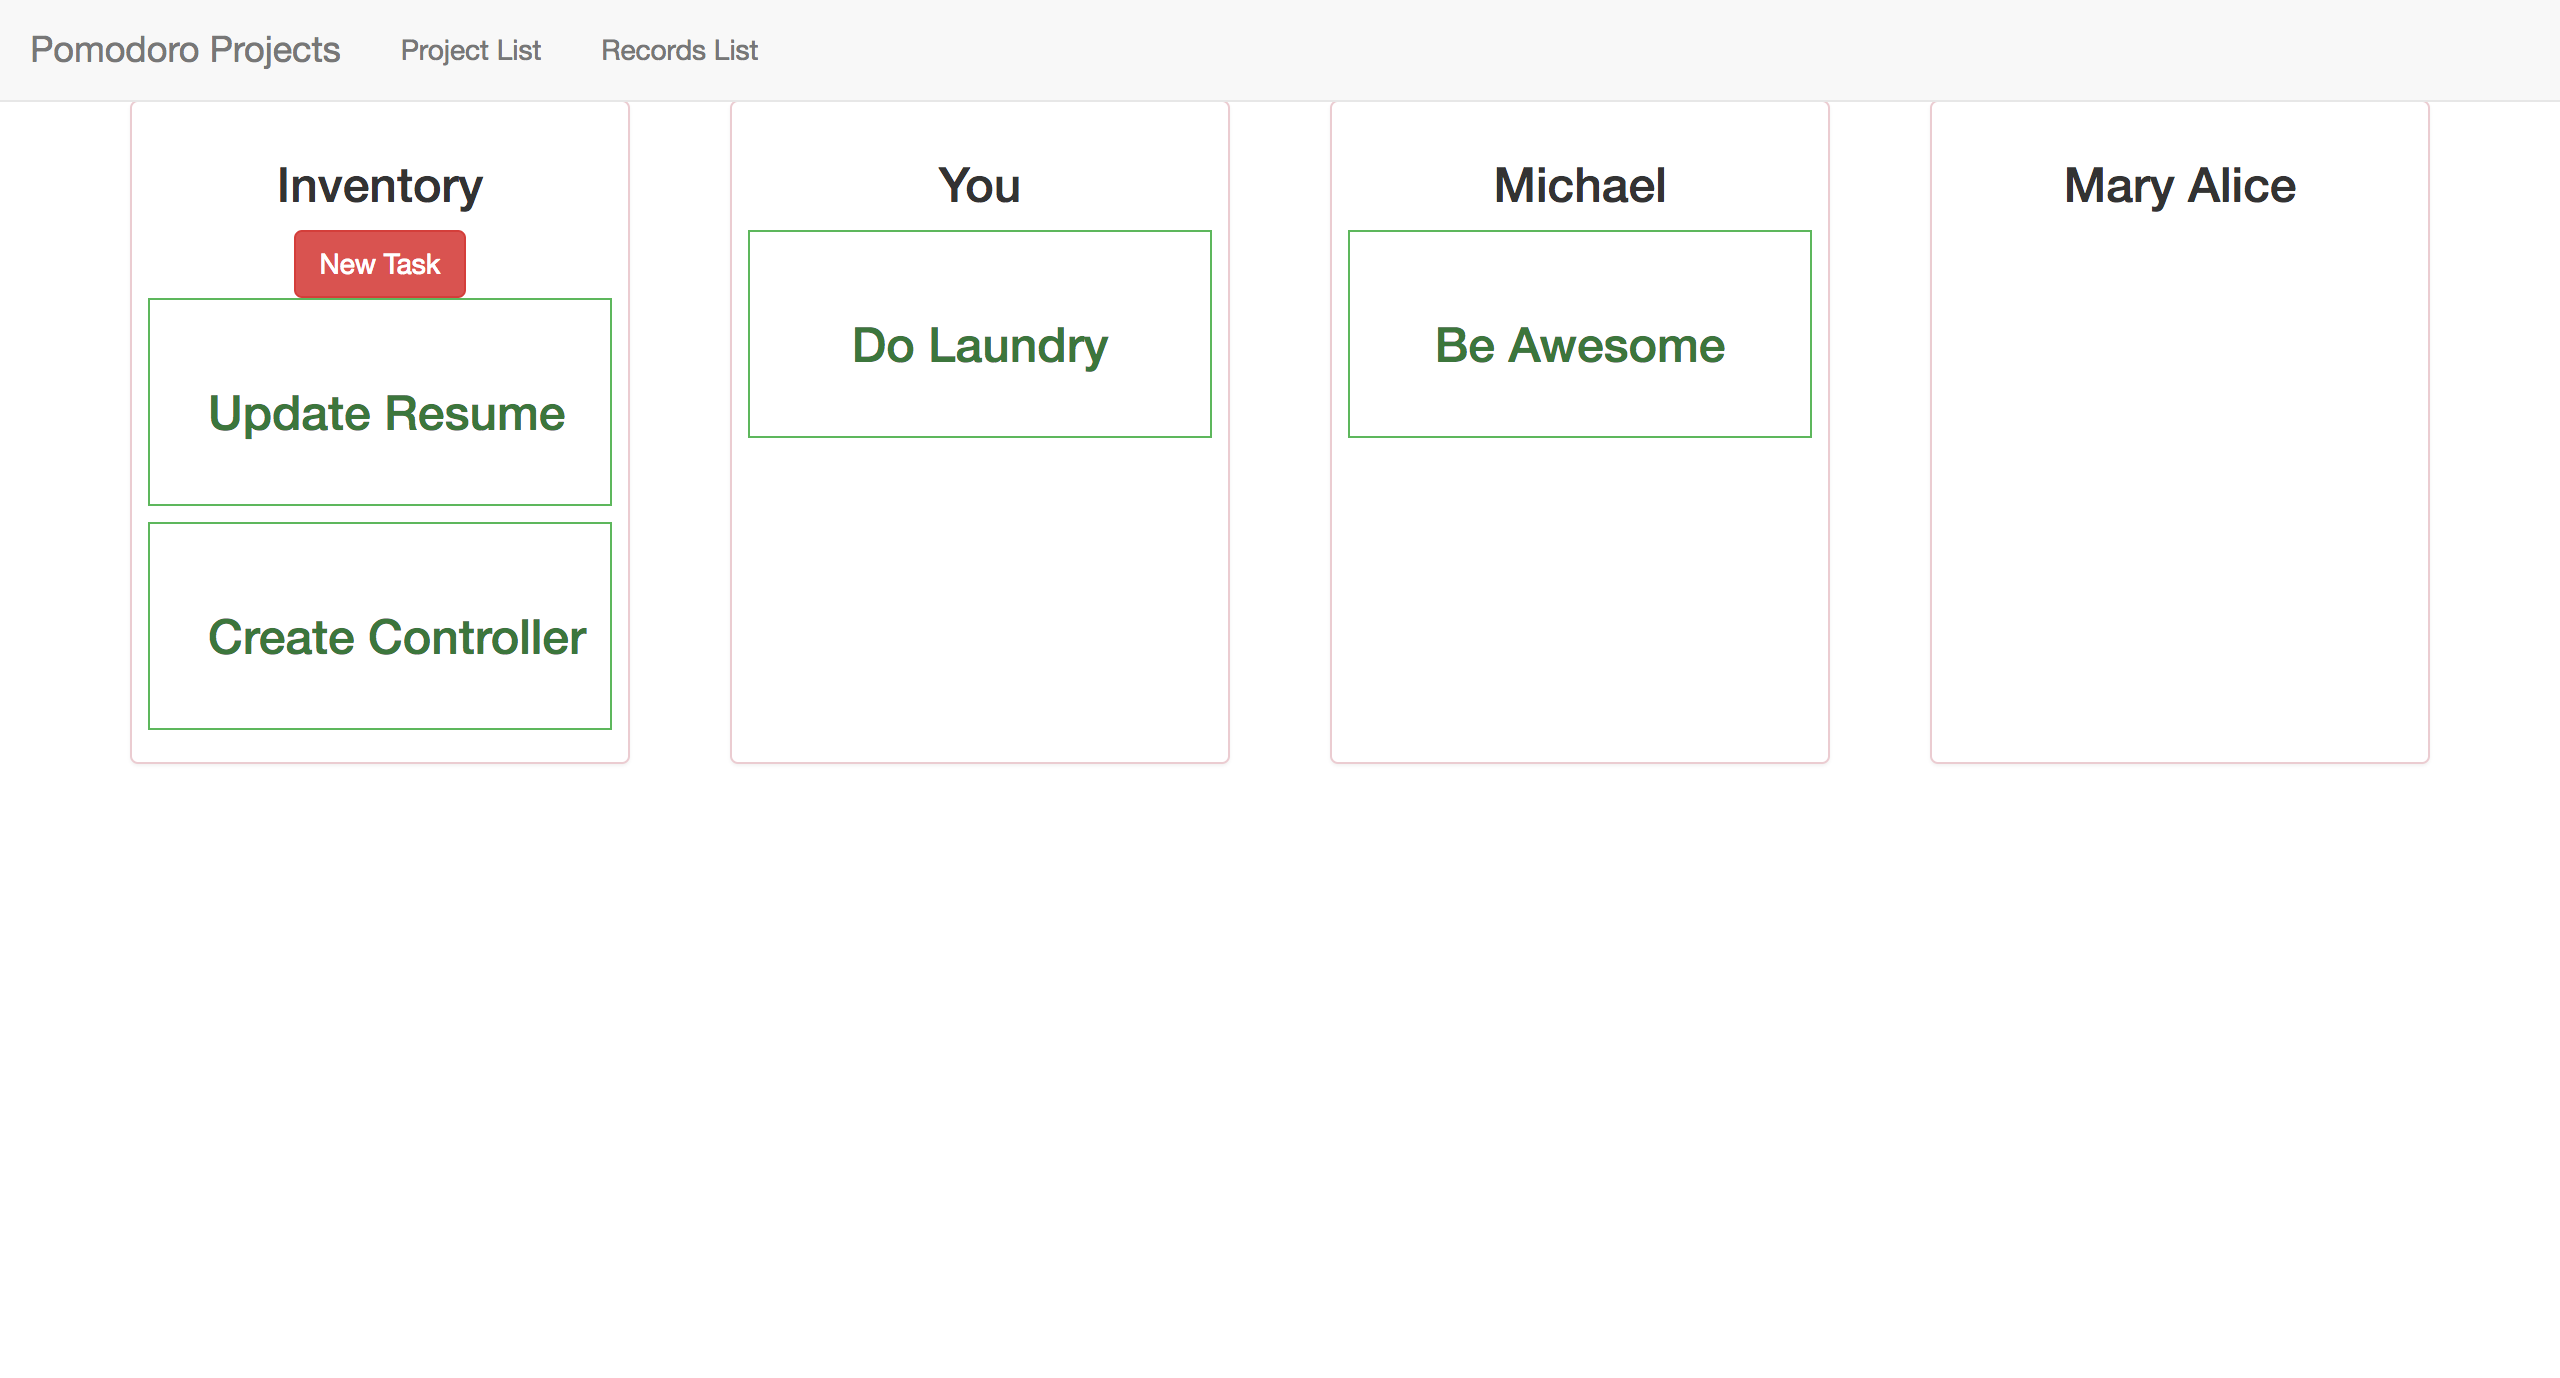 Pomodoro Projects Project List Records List
Inventory
New Task
Update Resume
Create Controller
You
Do Laundry
Michael
Be Awesome
Mary Alice